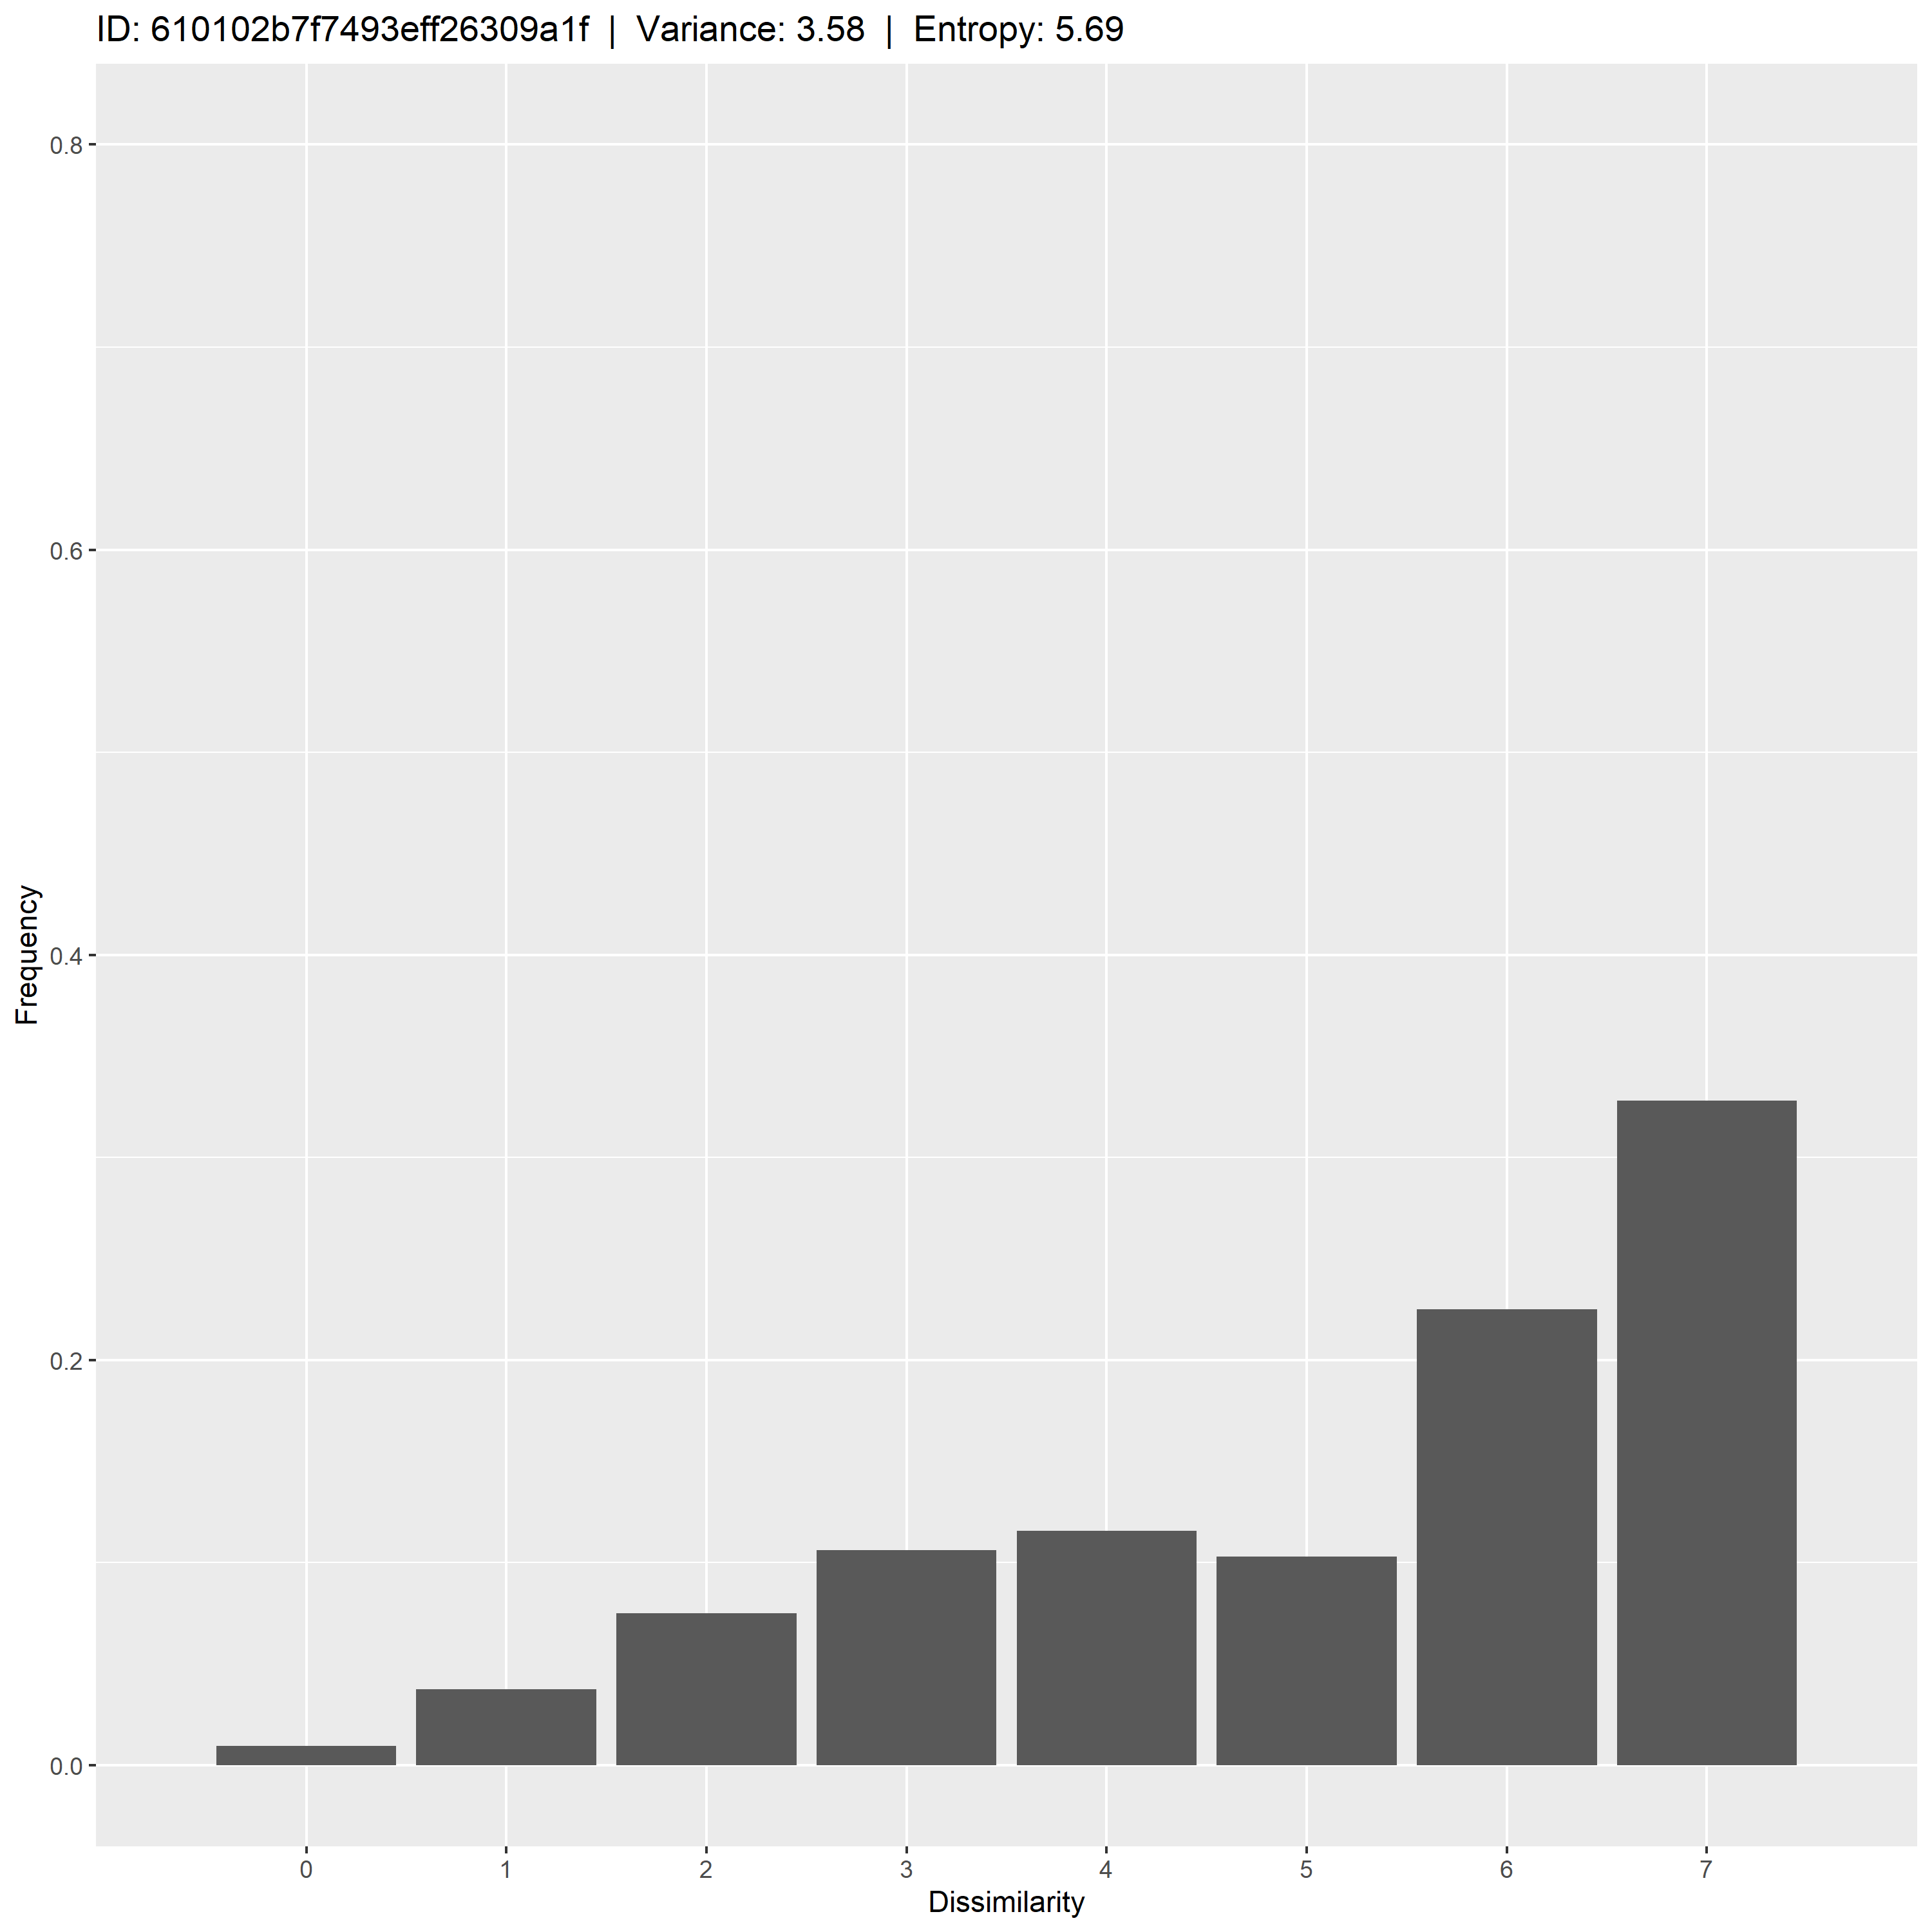 ID: 610102b7f7493eff26309a1f | Variance: 3.58 | Entropy: 5.69
0.8
0.6
0.4
0.2
0.0
Frequency
0 1 2 3 4 5 6 7
Dissimilarity